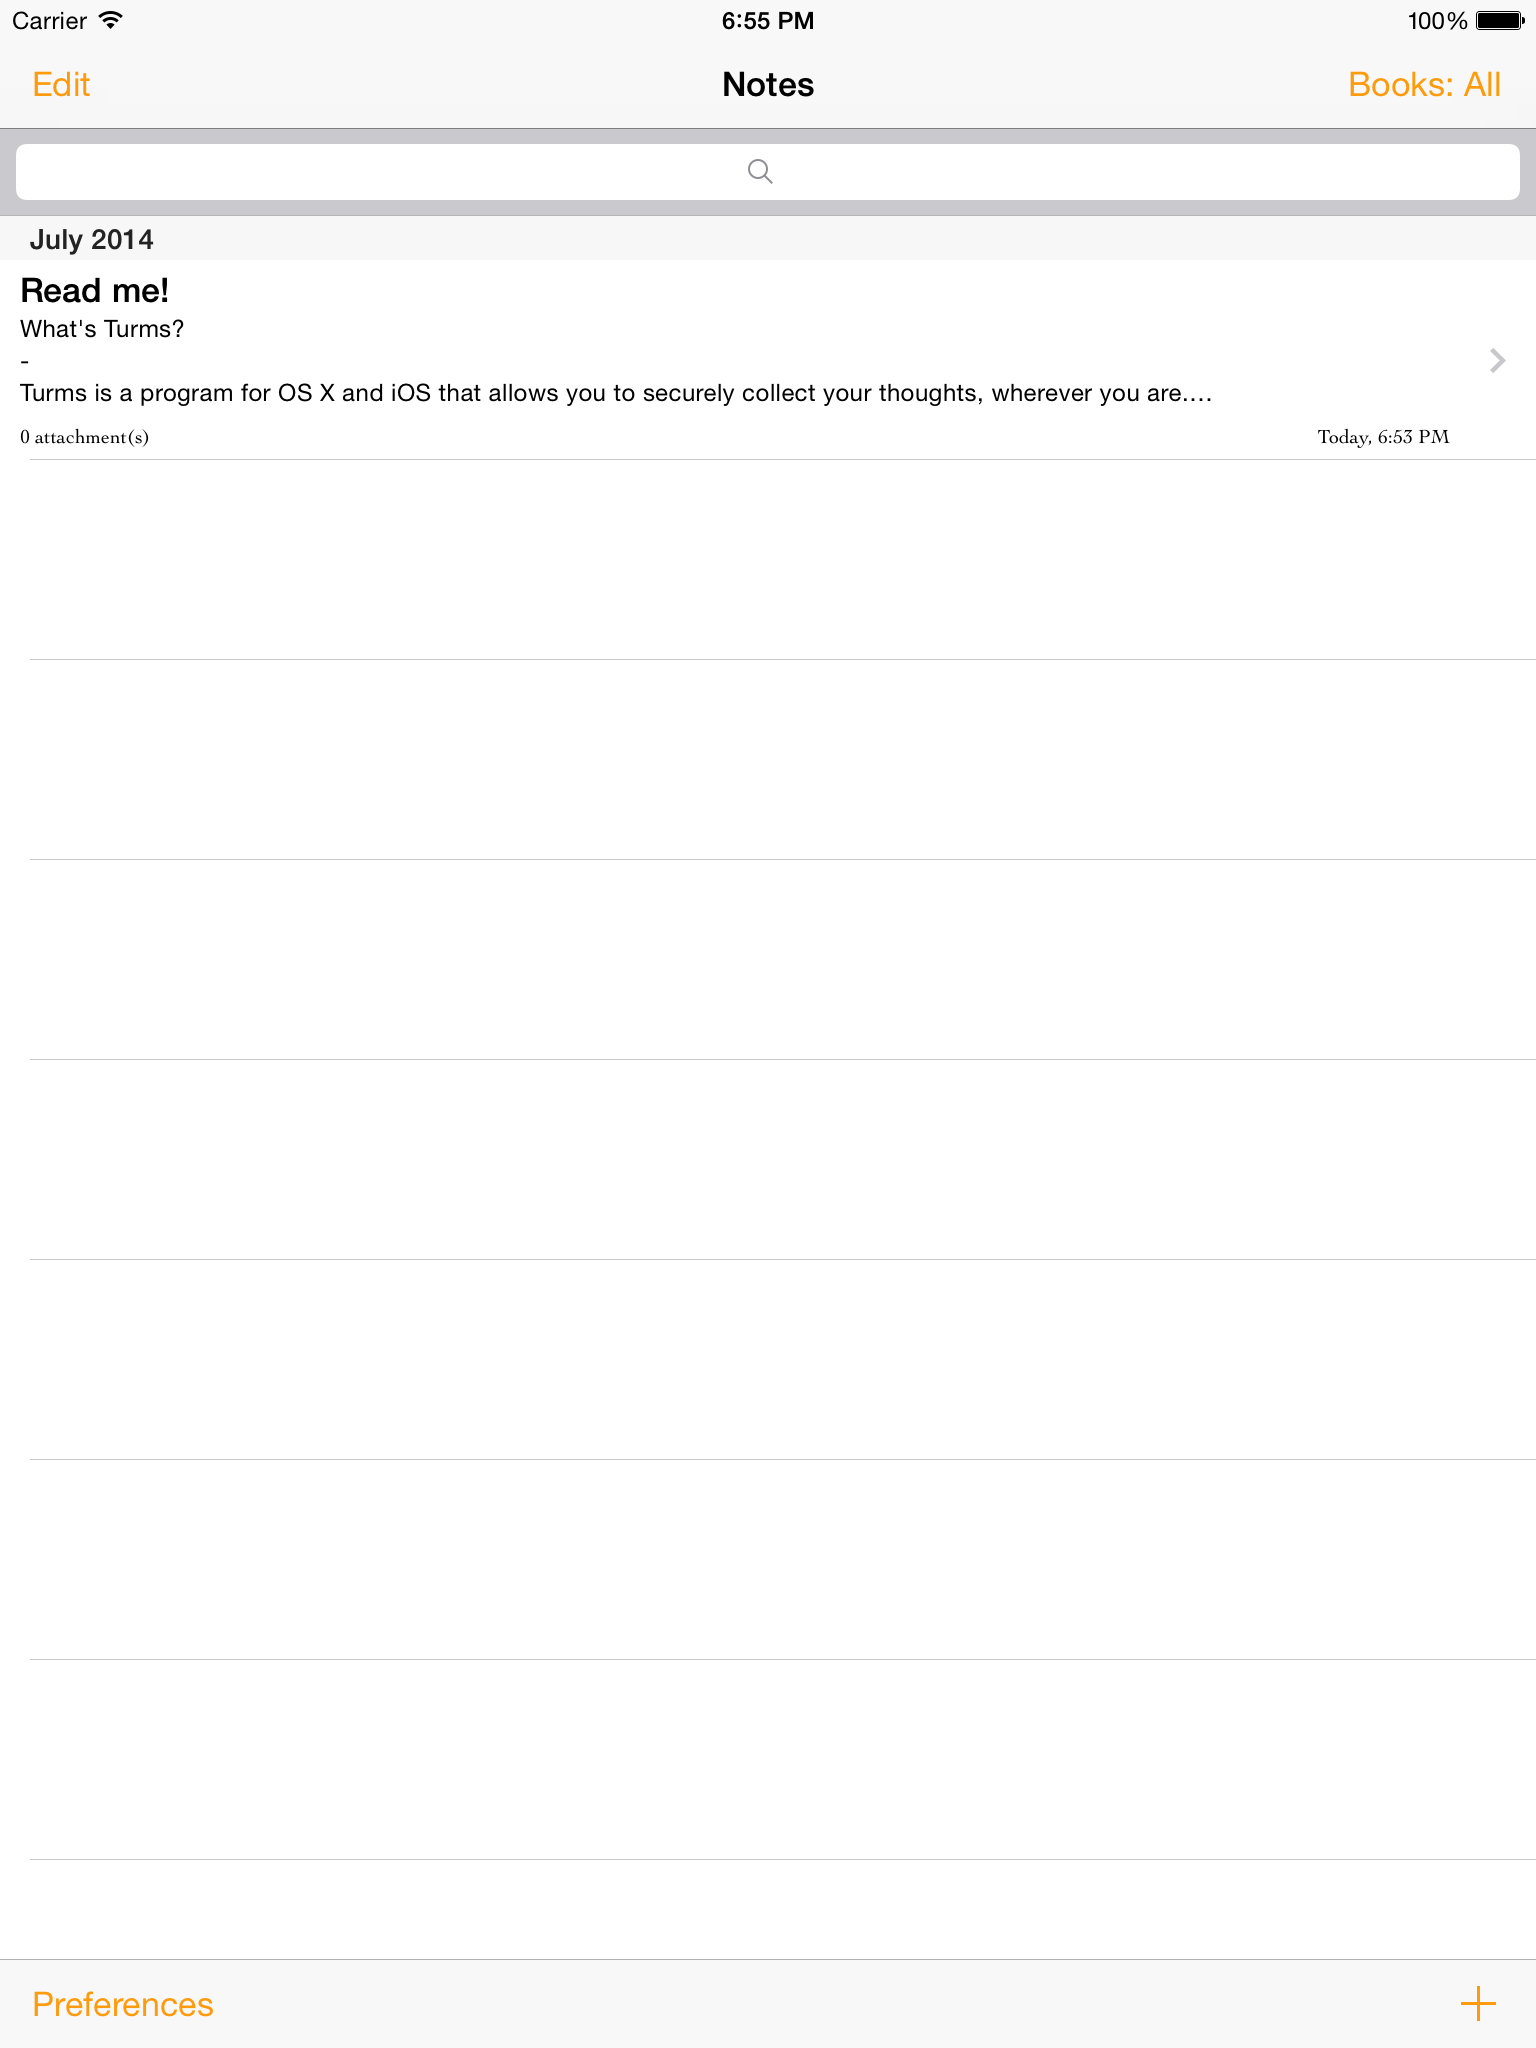 Carrier 6:55 PM 100%
Edit Notes Books: All
July 2014
Read me!
What's Turms?
-
Turms is a program for OS X and iOS that allows you to securely collect your thoughts, wherever you are....
0 attachment(s) Today, 6:53 PM
Preferences